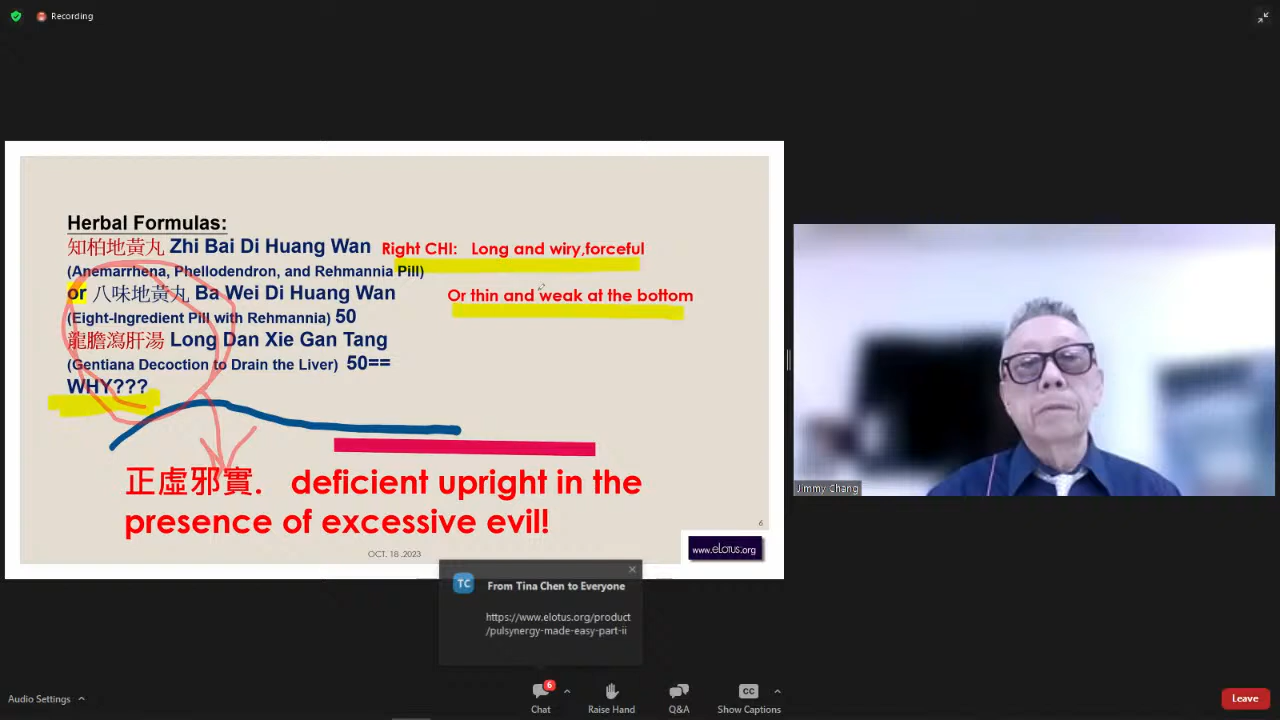 Recording
Herbal Formulas:
知柏地黃丸 Zhi Bai Di Huang Wan Right CHI: Long and wiry,forceful
(Anemarrhena, Phellodendron, and Rehmannia Pill)
or 八味地黃丸 Ba Wei Di Huang Wan Or thin and weak at the bottom
(Eight-Ingredient Pill with Rehmannia) 50
龍膽瀉肝湯 Long Dan Xie Gan Tang
(Gentiana Decoction to Drain the Liver) 50==
WHY???
正虛邪實. deficient upright in the
presence of excessive evil!
6
OCT. 18 .2023
www.eLotus.org
Jimmy Chang
TC From Tina Chen to Everyone
https://www.elotus.org/product
/pulsynergy-made-easy-part-ii
6
Audio Settings
Chat
Raise Hand
Q&A
CC
Show Captions
Leave